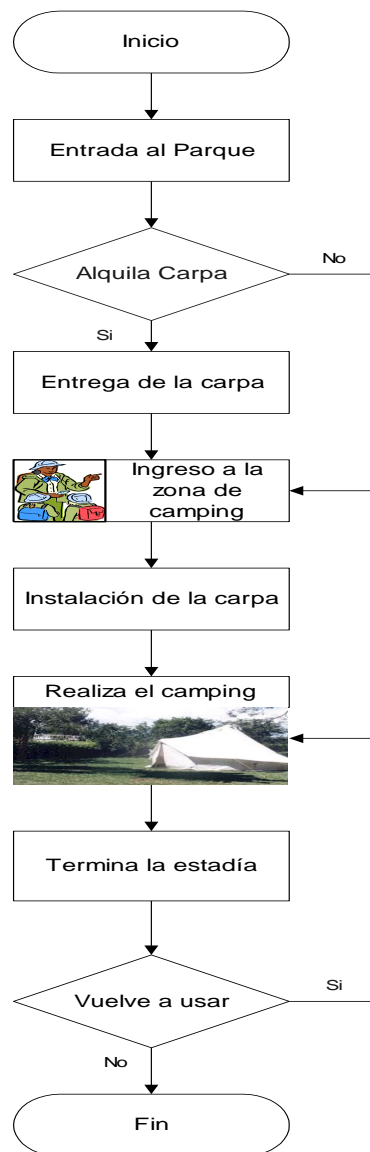 Inicio
Entrada al Parque
Alquila Carpa
No
Si
Entrega de la carpa
Ingreso a la
zona de
camping
Instalación de la carpa
Realiza el camping
Termina la estadía
Vuelve a usar
Si
No
Fin